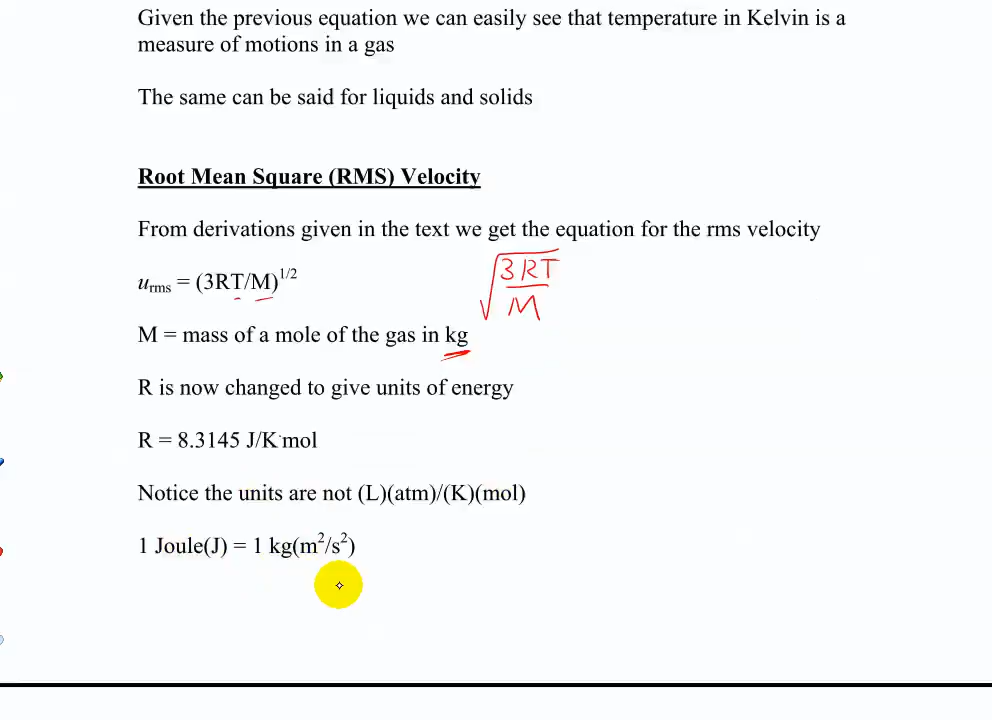 Given the previous equation we can easily see that temperature in Kelvin is a
measure of motions in a gas
The same can be said for liquids and solids
Root Mean Square (RMS) Velocity
From derivations given in the text we get the equation for the rms velocity
u_rms = (3RT/M)^1/2
√(3RT/M)
M = mass of a mole of the gas in kg
R is now changed to give units of energy
R = 8.3145 J/K·mol
Notice the units are not (L)(atm)/(K)(mol)
1 Joule(J) = 1 kg(m²/s²)